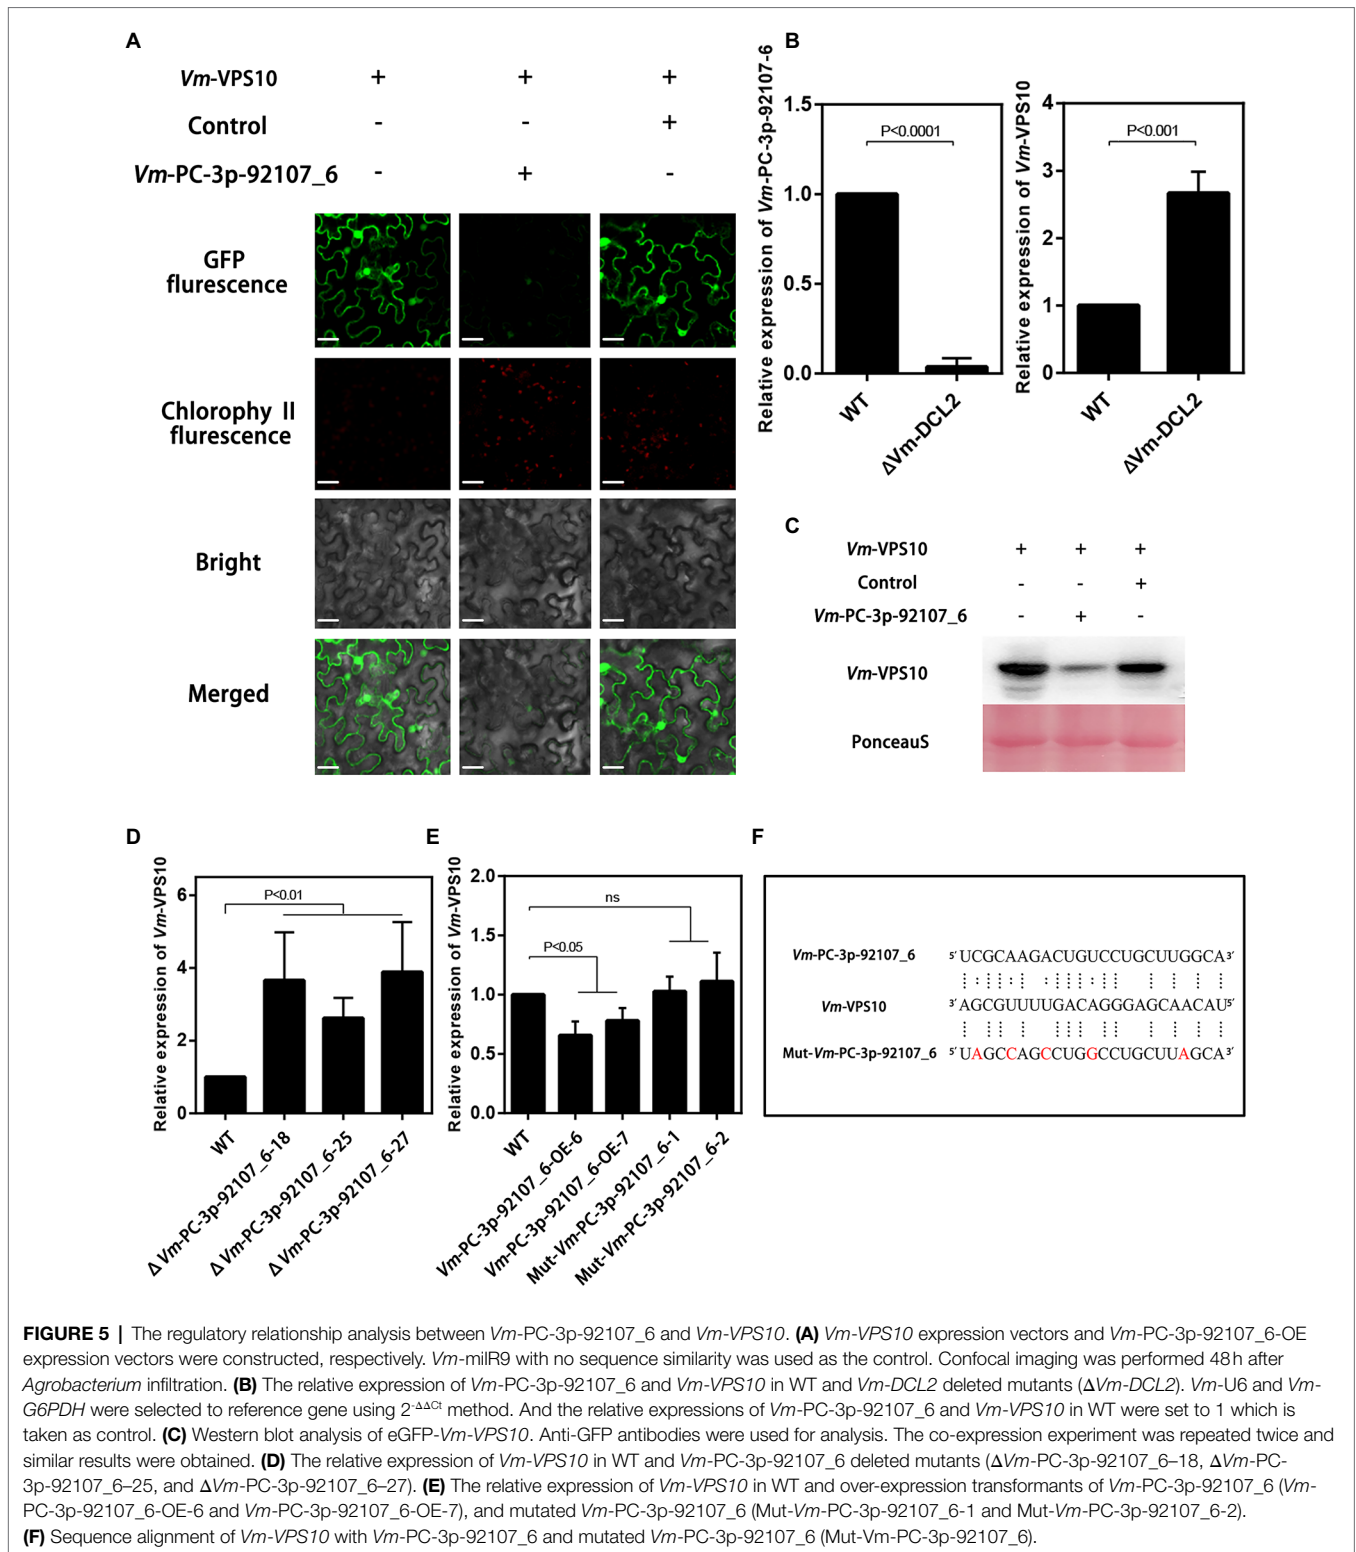 A
Vm-VPS10 + + +
Control - - +
Vm-PC-3p-92107_6 - + -
GFP
flurescence
Chlorophy II
flurescence
Bright
Merged
B
Relative expression of Vm-PC-3p-92107-6
1.5
1.0
0.5
0.0
P<0.0001
WT
ΔVm-DCL2
Relative expression of Vm-VPS10
4
3
2
1
0
P<0.001
WT
ΔVm-DCL2
C
Vm-VPS10 + + +
Control - - +
Vm-PC-3p-92107_6 - + -
Vm-VPS10
PonceauS
D
Relative expression of Vm-VPS10
6
4
2
0
P<0.01
WT
Δ Vm-PC-3p-92107_6-18
Δ Vm-PC-3p-92107_6-25
Δ Vm-PC-3p-92107_6-27
E
Relative expression of Vm-VPS10
2.0
1.5
1.0
0.5
0.0
ns
P<0.05
WT
Vm-PC-3p-92107_6-OE-6
Vm-PC-3p-92107_6-OE-7
Mut-Vm-PC-3p-92107_6-1
Mut-Vm-PC-3p-92107_6-2
F
Vm-PC-3p-92107_6 5′ UCGCAAGACUGUCCUGCUUGGCA 3′
Vm-VPS10 3′ AGCGUUUUGACAGGGAGCAACAU 5′
Mut-Vm-PC-3p-92107_6 5′ UAGCCAGCCUGGCCUGCUUAGCA 3′
FIGURE 5 | The regulatory relationship analysis between Vm-PC-3p-92107_6 and Vm-VPS10. (A) Vm-VPS10 expression vectors and Vm-PC-3p-92107_6-OE
expression vectors were constructed, respectively. Vm-milR9 with no sequence similarity was used as the control. Confocal imaging was performed 48 h after
Agrobacterium infiltration. (B) The relative expression of Vm-PC-3p-92107_6 and Vm-VPS10 in WT and Vm-DCL2 deleted mutants (ΔVm-DCL2). Vm-U6 and Vm-
G6PDH were selected to reference gene using 2-ΔΔCt method. And the relative expressions of Vm-PC-3p-92107_6 and Vm-VPS10 in WT were set to 1 which is
taken as control. (C) Western blot analysis of eGFP-Vm-VPS10. Anti-GFP antibodies were used for analysis. The co-expression experiment was repeated twice and
similar results were obtained. (D) The relative expression of Vm-VPS10 in WT and Vm-PC-3p-92107_6 deleted mutants (ΔVm-PC-3p-92107_6–18, ΔVm-PC-
3p-92107_6–25, and ΔVm-PC-3p-92107_6–27). (E) The relative expression of Vm-VPS10 in WT and over-expression transformants of Vm-PC-3p-92107_6 (Vm-
PC-3p-92107_6-OE-6 and Vm-PC-3p-92107_6-OE-7), and mutated Vm-PC-3p-92107_6 (Mut-Vm-PC-3p-92107_6-1 and Mut-Vm-PC-3p-92107_6-2).
(F) Sequence alignment of Vm-VPS10 with Vm-PC-3p-92107_6 and mutated Vm-PC-3p-92107_6 (Mut-Vm-PC-3p-92107_6).